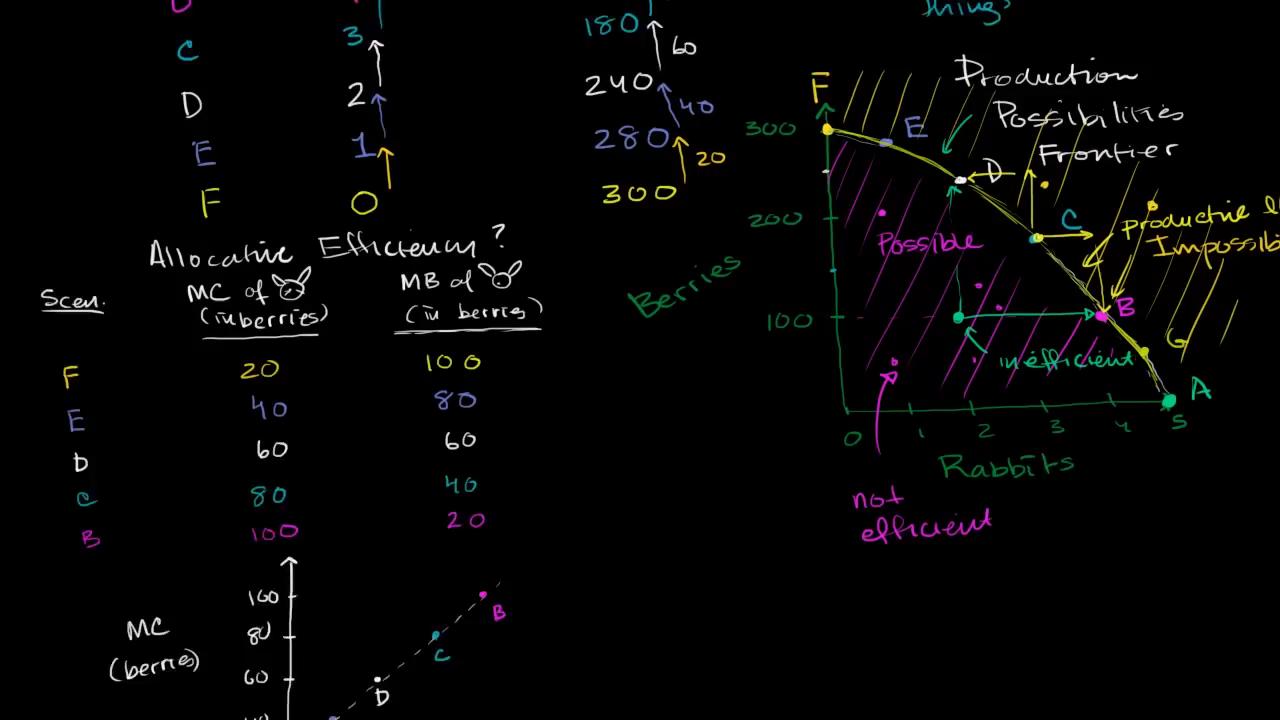 things
C 3 180
60
D 2 240
40
E 1 280
20
F 0 300
Allocative Efficiency?
Scen. MC of (in berries) MB of (in berries)
F 20 100
E 40 80
D 60 60
C 80 40
B 100 20
MC
(berries)
100
80
60
B
C
D
Production
Possibilities
Frontier
F
300
E
D
200
C
Possible
Impossib
100
B
G
inefficient
A
Berries
0 1 2 3 4 5
Rabbits
not
efficient